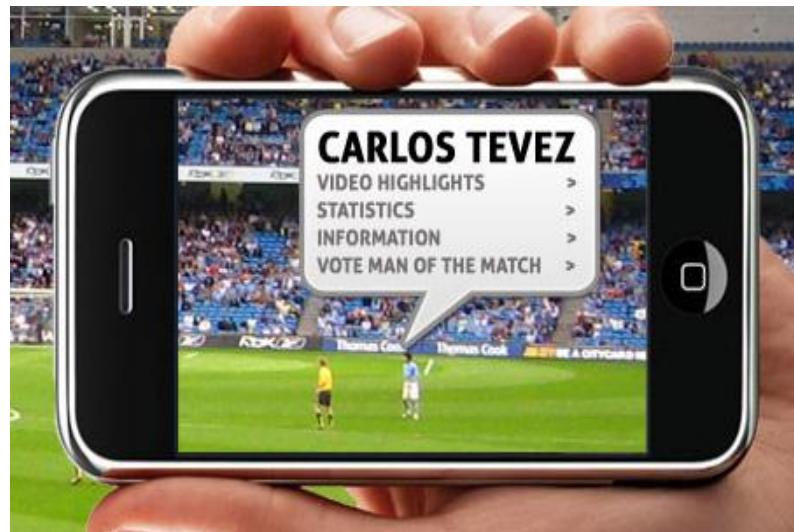 CARLOS TEVEZ
VIDEO HIGHLIGHTS >
STATISTICS >
INFORMATION >
VOTE MAN OF THE MATCH >
Thomas Cook Thomas Cook BE A CITYCARD